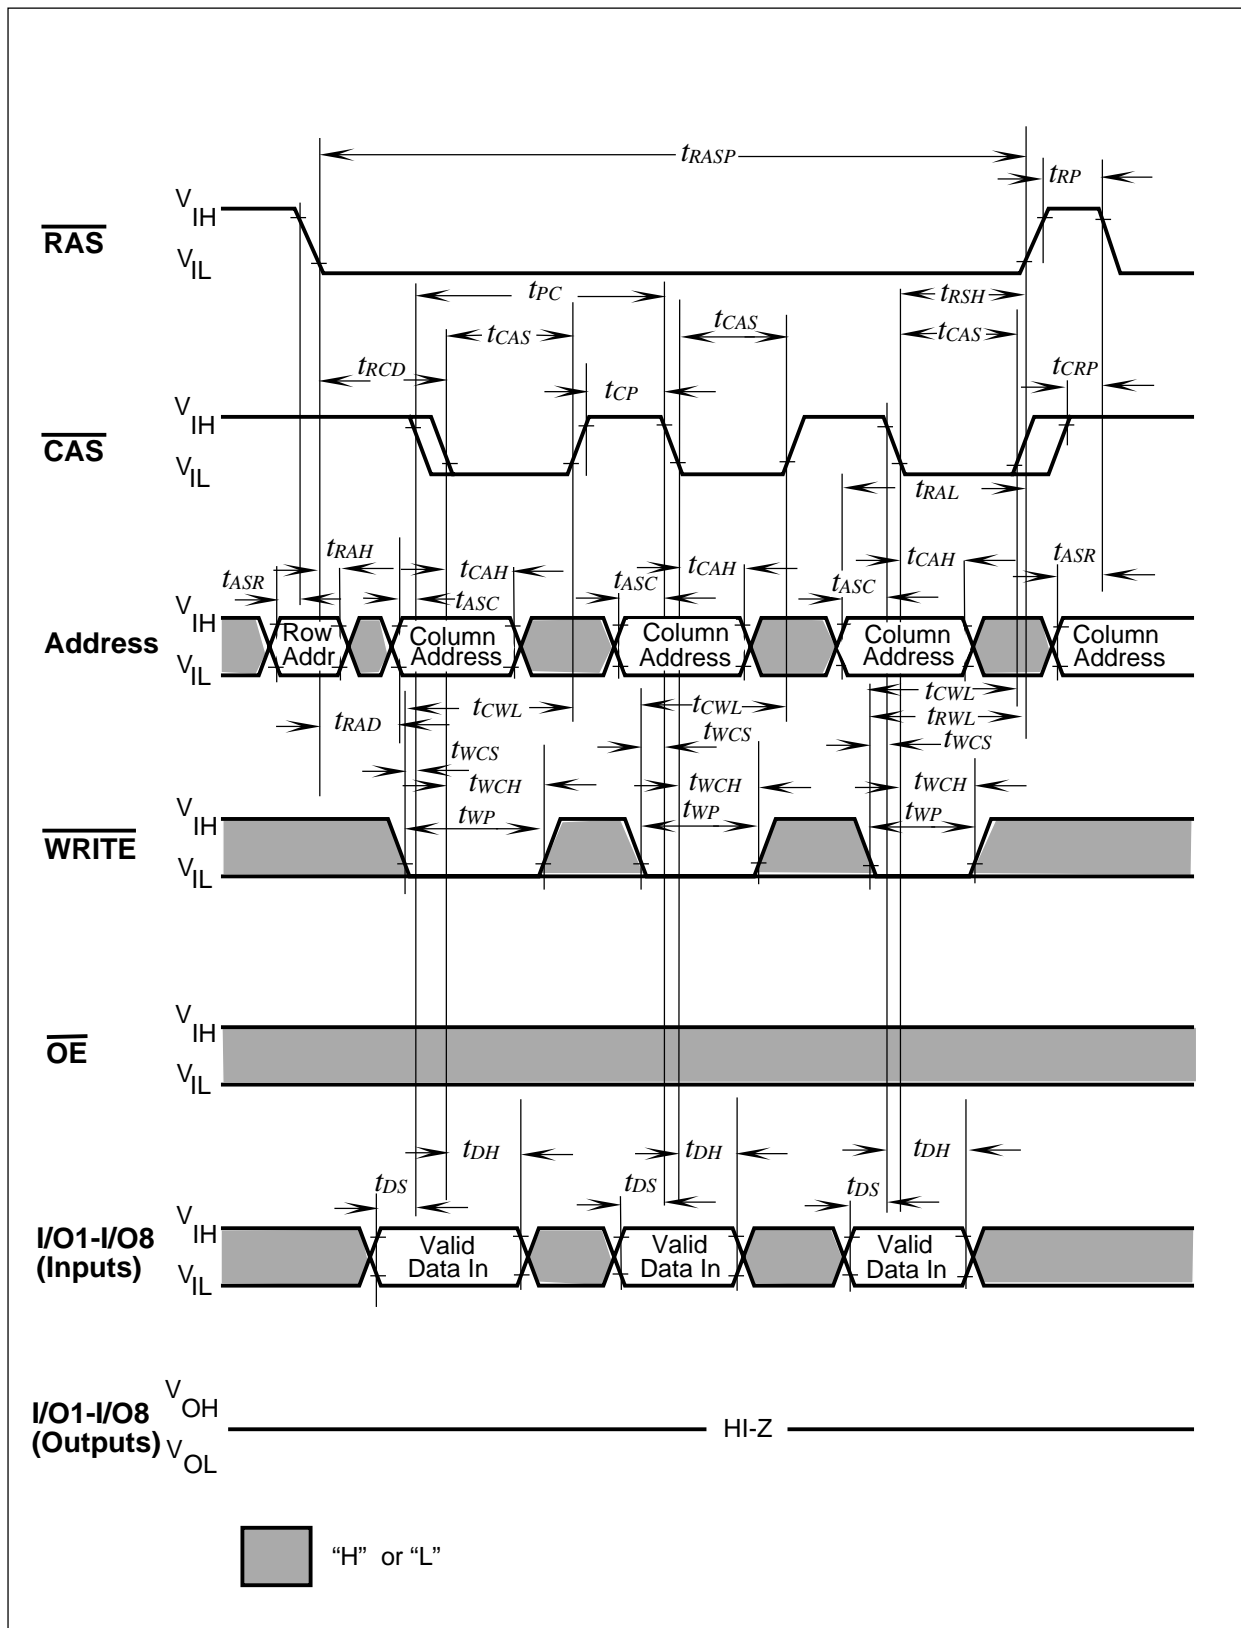 tRASP
tRP
VIH
RAS
VIL
tPC
tRSH
tCAS
tCAS
tCAS
tRCD
tCP
tCRP
VIH
CAS
VIL
tRAL
tRAH
tASR
tCAH
tASC
tASC
tCAH
tASC
tCAH
tASR
VIH
Address
VIL
Row Addr.
Column Address
Column Address
Column Address
Column Address
tRAD
tCWL
tCWL
tCWL
tRWL
tWCS
tWCS
tWCS
tWCH
tWCH
tWCH
tWP
tWP
tWP
VIH
WRITE
VIL
VIH
OE
VIL
tDH
tDH
tDH
tDS
tDS
tDS
VIH
I/O1-I/O8
(Inputs)
VIL
Valid
Data In
Valid
Data In
Valid
Data In
VOH
I/O1-I/O8
(Outputs)
VOL
HI-Z
“H” or “L”